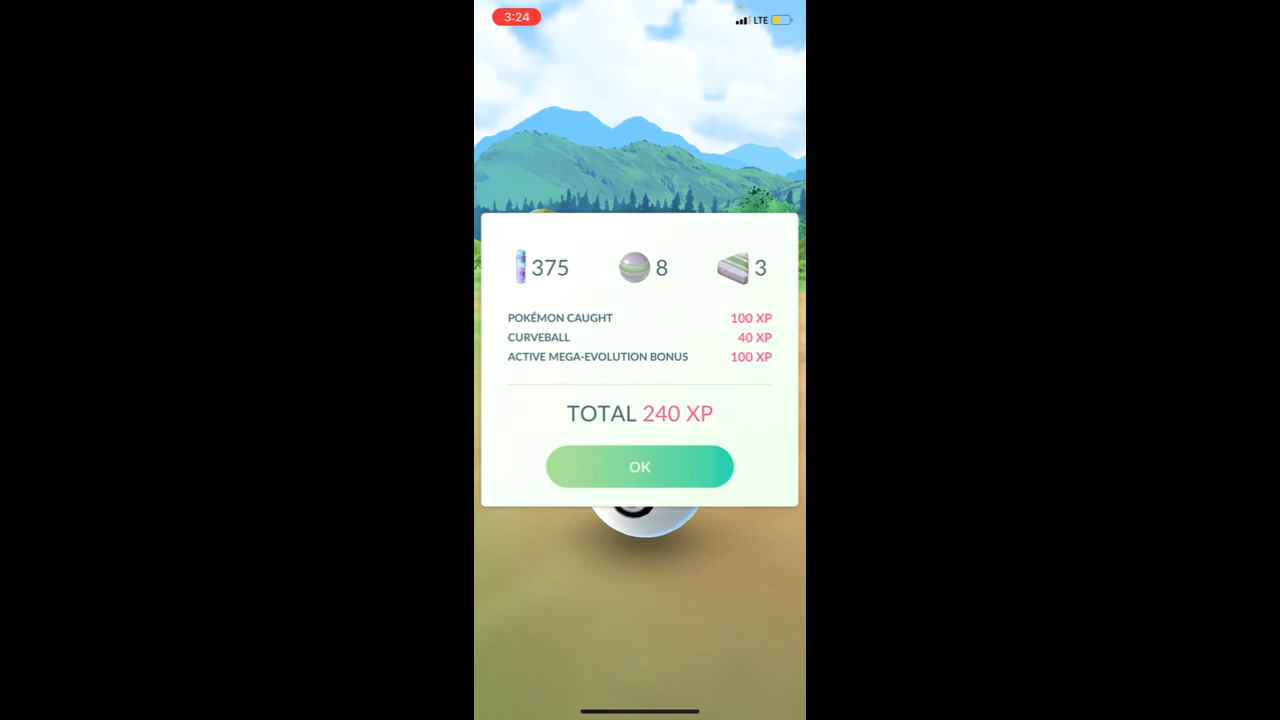 3:24
LTE
375 8 3
POKÉMON CAUGHT 100 XP
CURVEBALL 40 XP
ACTIVE MEGA-EVOLUTION BONUS 100 XP
TOTAL 240 XP
OK